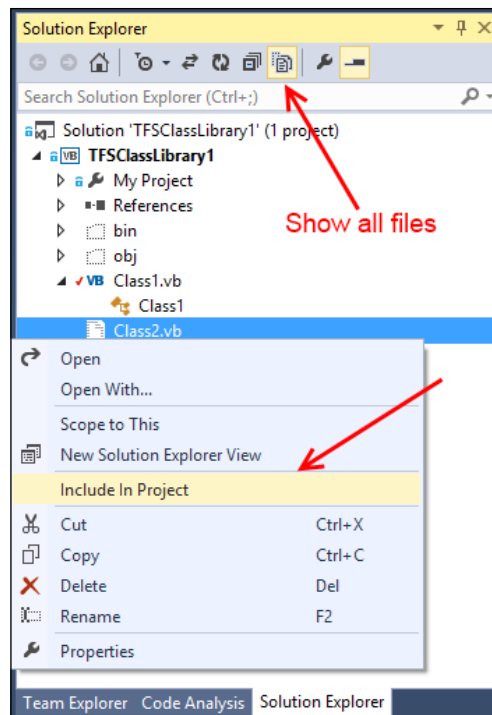 Solution Explorer
Search Solution Explorer (Ctrl+;)
Solution 'TFSClassLibrary1' (1 project)
VB TFSClassLibrary1
My Project
References
Show all files
bin
obj
VB Class1.vb
Class1
Class2.vb
Open
Open With...
Scope to This
New Solution Explorer View
Include In Project
Cut Ctrl+X
Copy Ctrl+C
Delete Del
Rename F2
Properties
Team Explorer Code Analysis Solution Explorer